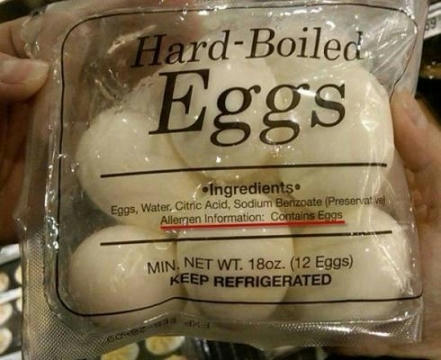 Hard-Boiled
Eggs
•Ingredients•
Eggs, Water, Citric Acid, Sodium Benzoate (Preservative)
Allergen Information: Contains Eggs
MIN. NET WT. 18oz. (12 Eggs)
KEEP REFRIGERATED